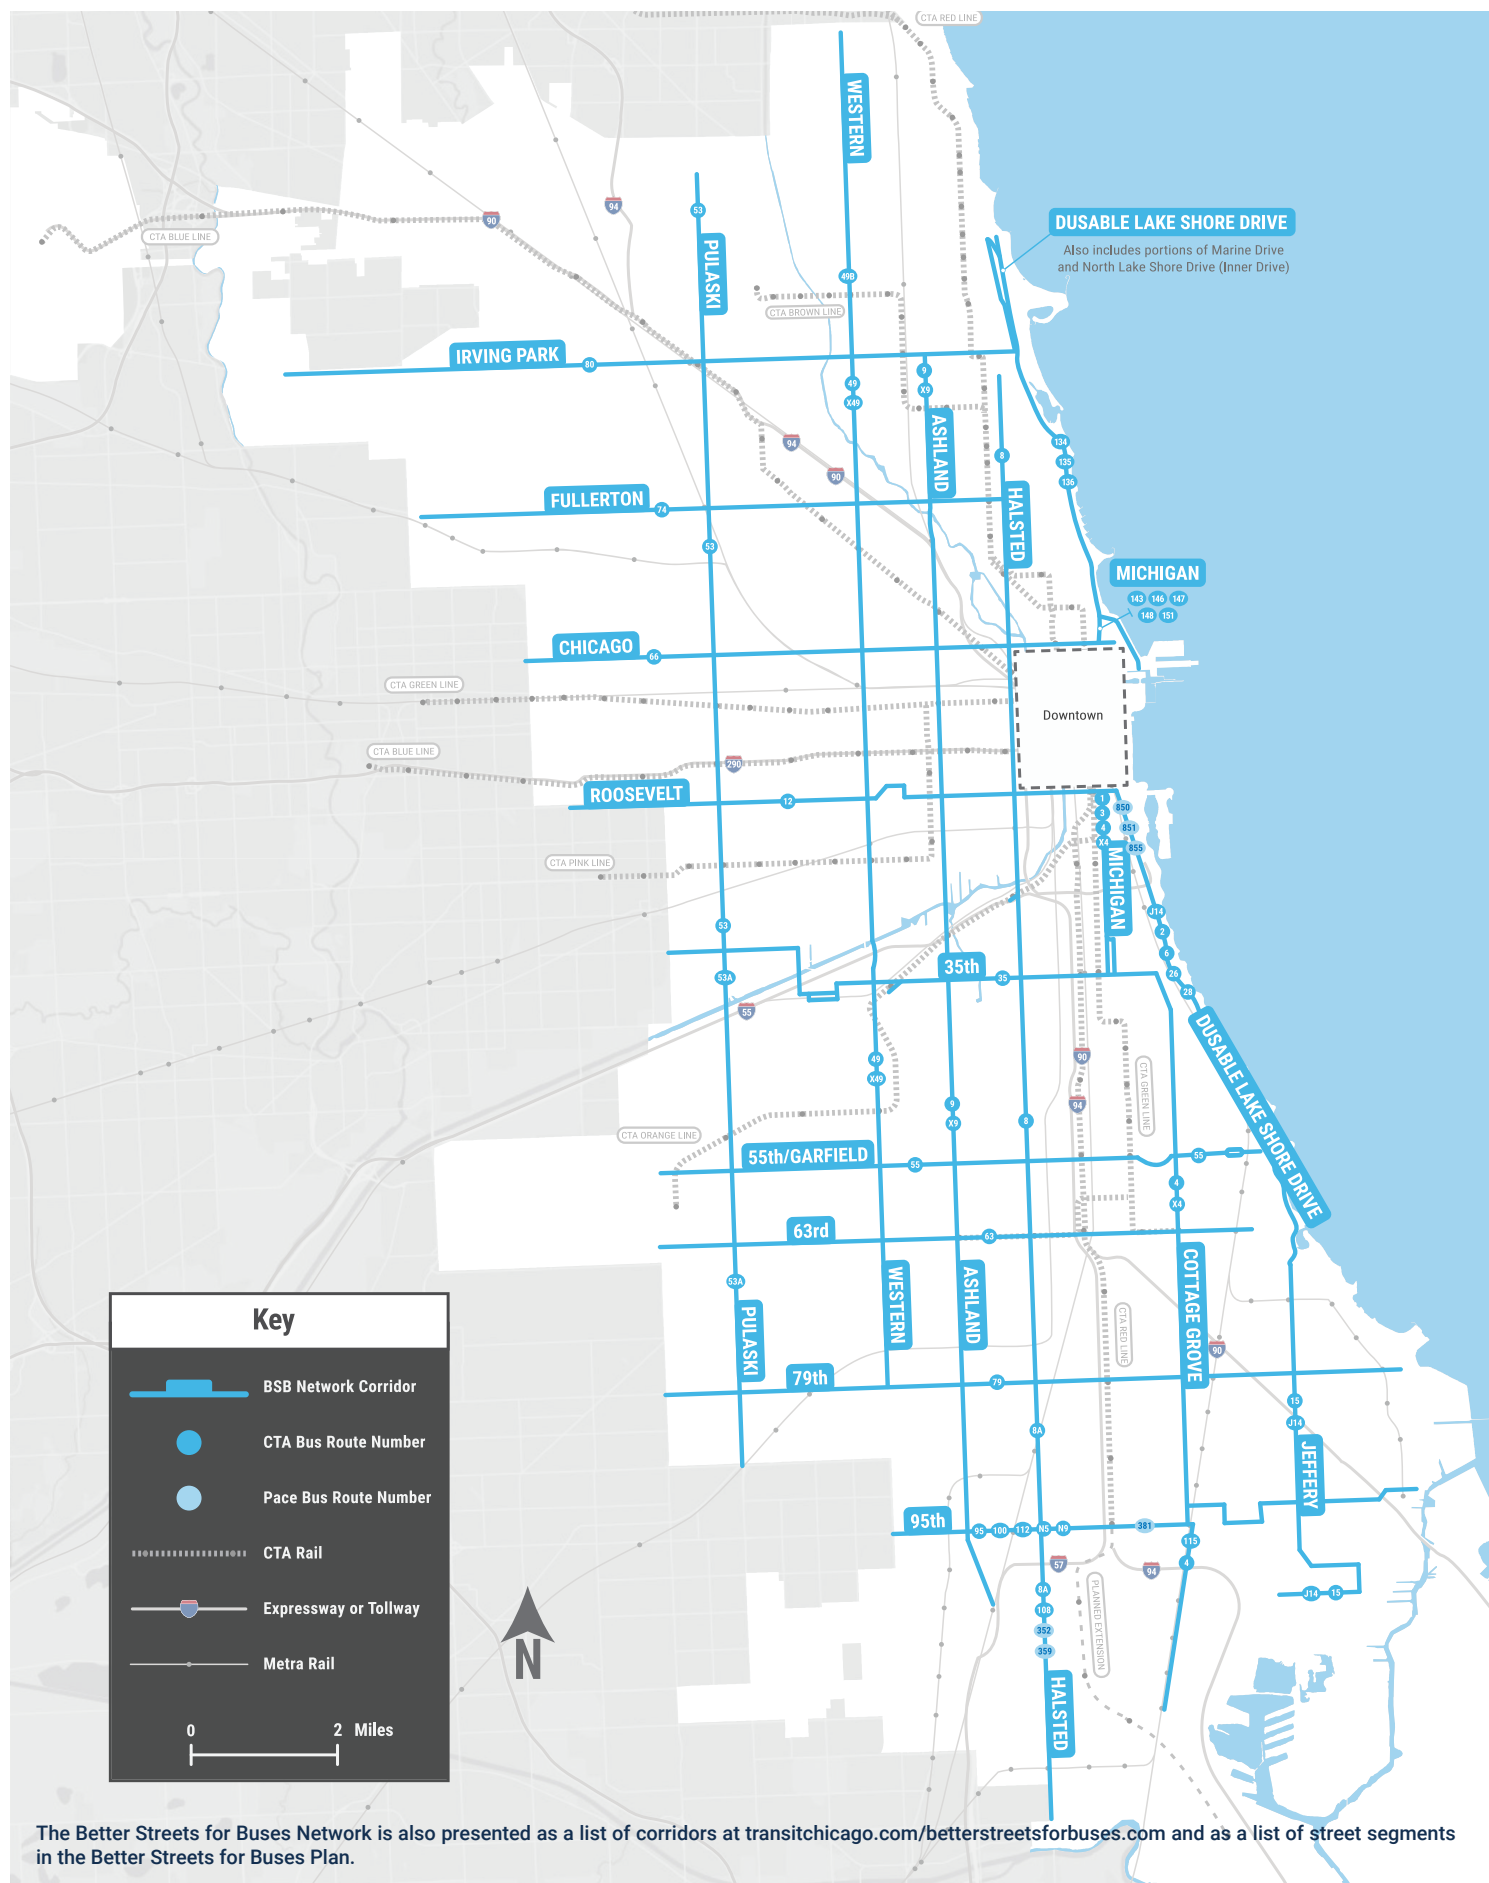 CTA RED LINE
WESTERN
DUSABLE LAKE SHORE DRIVE
Also includes portions of Marine Drive
and North Lake Shore Drive (Inner Drive)
94
53
90
CTA BLUE LINE
PULASKI
49B
CTA BROWN LINE
IRVING PARK
80
9
X9
49
X49
ASHLAND
134
135
136
94
8
90
FULLERTON
74
HALSTED
53
MICHIGAN
143 146 147
148 151
CHICAGO
66
CTA GREEN LINE
Downtown
CTA BLUE LINE
290
ROOSEVELT
12
1
3
4
X4
850
851
855
CTA PINK LINE
MICHIGAN
53
J14
2
6
26
28
35th
35
53A
55
DUSABLE LAKE SHORE DRIVE
49
X49
90
94
CTA GREEN LINE
9
X9
8
CTA ORANGE LINE
55th/GARFIELD
55
55
4
X4
63rd
63
COTTAGE GROVE
53A
WESTERN
ASHLAND
PULASKI
CTA RED LINE
90
79th
79
15
J14
8A
JEFFERY
95th
95
100
112
N5
N9
381
115
4
57
94
8A
108
352
359
PLANNED EXTENSION
J14
15
HALSTED
Key
BSB Network Corridor
CTA Bus Route Number
Pace Bus Route Number
CTA Rail
Expressway or Tollway
Metra Rail
0 2 Miles
N
The Better Streets for Buses Network is also presented as a list of corridors at transitchicago.com/betterstreetsforbuses.com and as a list of street segments
in the Better Streets for Buses Plan.